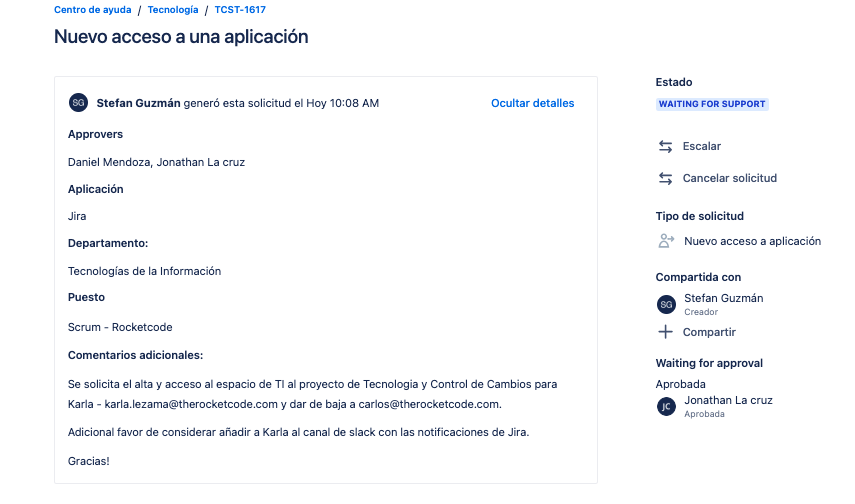 Centro de ayuda / Tecnología / TCST-1617
Nuevo acceso a una aplicación
SG Stefan Guzmán generó esta solicitud el Hoy 10:08 AM
Ocultar detalles
Approvers
Daniel Mendoza, Jonathan La cruz
Aplicación
Jira
Departamento:
Tecnologías de la Información
Puesto
Scrum - Rocketcode
Comentarios adicionales:
Se solicita el alta y acceso al espacio de TI al proyecto de Tecnologia y Control de Cambios para
Karla - karla.lezama@therocketcode.com y dar de baja a carlos@therocketcode.com.
Adicional favor de considerar añadir a Karla al canal de slack con las notificaciones de Jira.
Gracias!
Estado
WAITING FOR SUPPORT
Escalar
Cancelar solicitud
Tipo de solicitud
Nuevo acceso a aplicación
Compartida con
SG Stefan Guzmán
Creador
Compartir
Waiting for approval
Aprobada
JC Jonathan La cruz
Aprobada